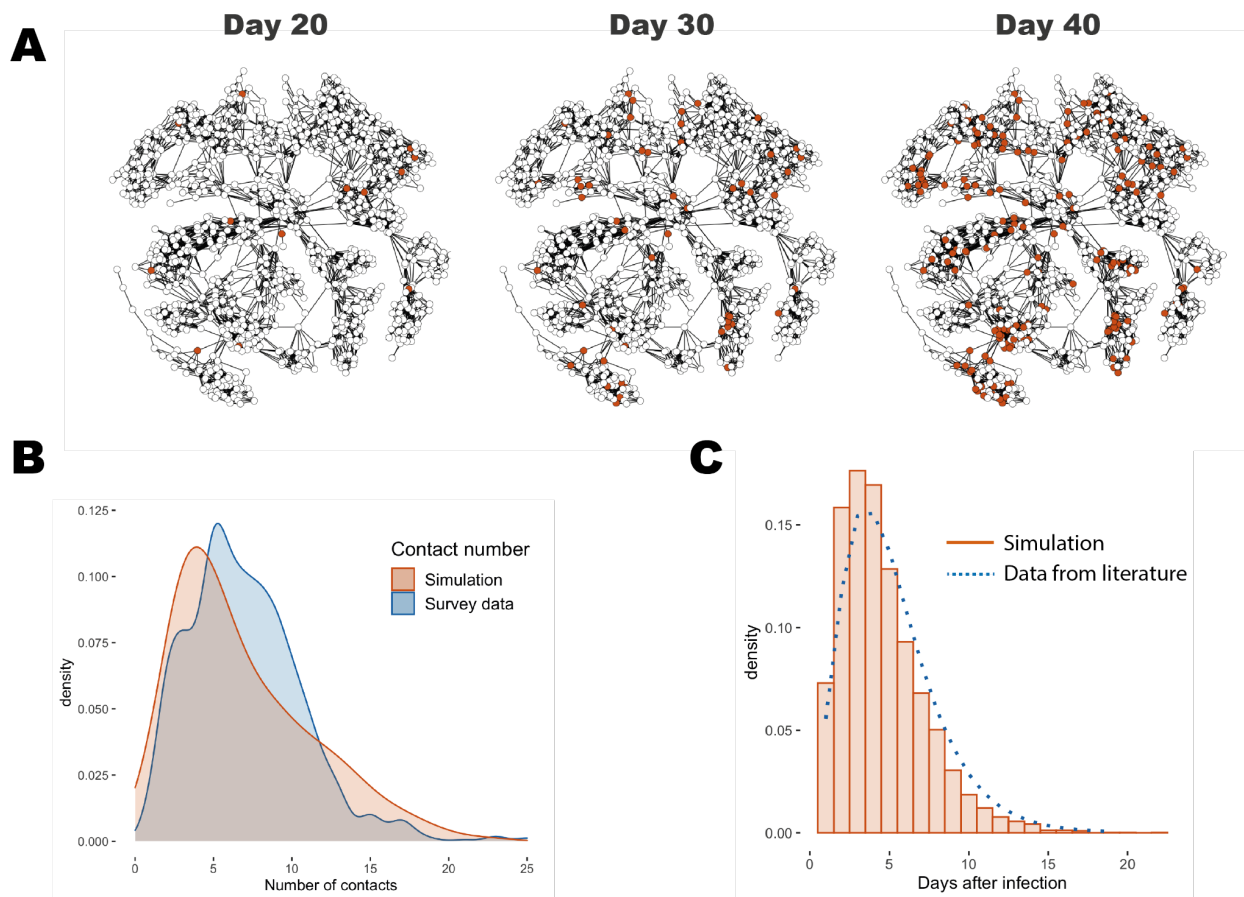 A
Day 20
Day 30
Day 40
B
0.125
0.100
0.075
0.050
0.025
0.000
density
0
5
10
15
20
25
Number of contacts
Contact number
Simulation
Survey data
C
0.15
0.10
0.05
0.00
density
0
5
10
15
20
Days after infection
Simulation
Data from literature